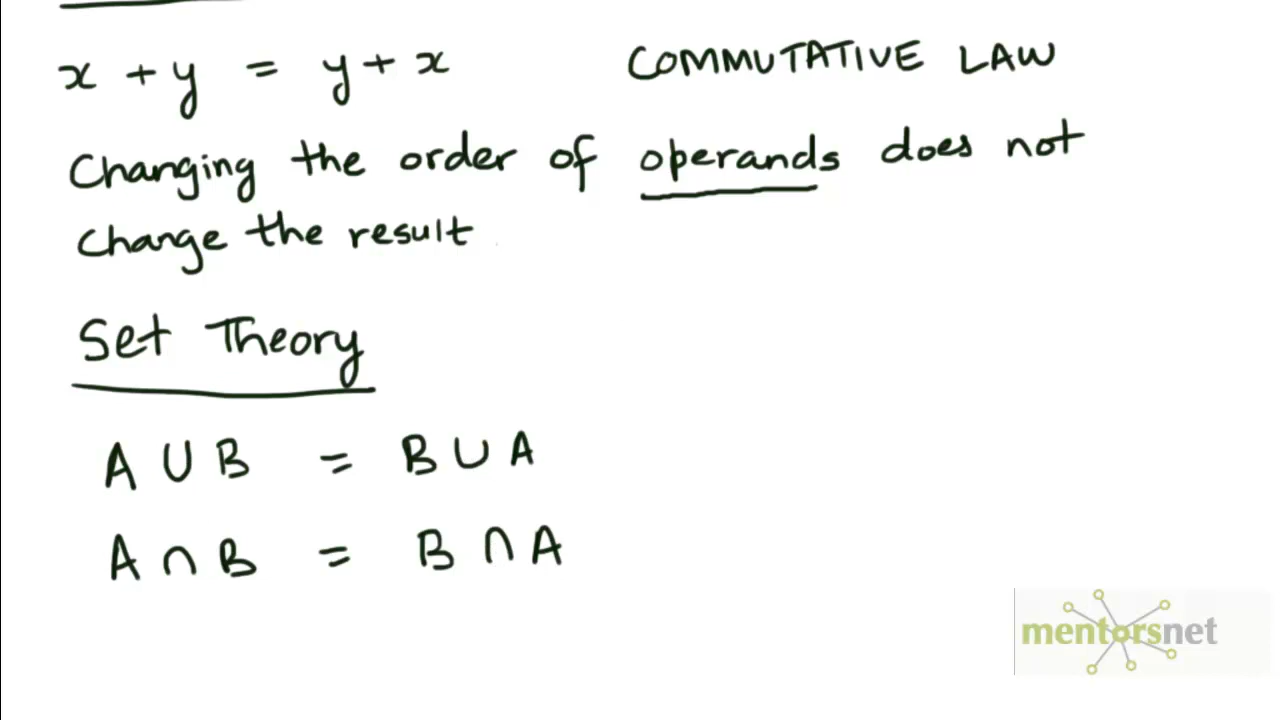 x + y = y + x COMMUTATIVE LAW
Changing the order of operands does not
change the result
Set Theory
A ∪ B = B ∪ A
A ∩ B = B ∩ A
mentorsnet